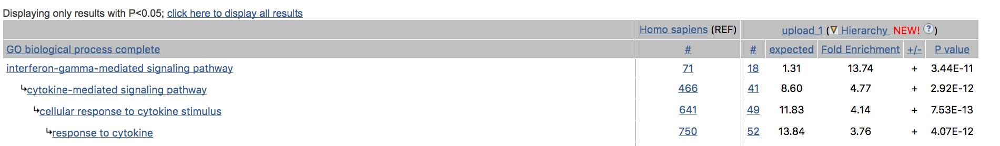 Displaying only results with P<0.05; click here to display all results
Homo sapiens (REF) upload_1 (▽ Hierarchy NEW! ?)
GO biological process complete # # expected Fold Enrichment +/- P value
interferon-gamma-mediated signaling pathway 71 18 1.31 13.74 + 3.44E-11
↳cytokine-mediated signaling pathway 466 41 8.60 4.77 + 2.92E-12
↳cellular response to cytokine stimulus 641 49 11.83 4.14 + 7.53E-13
↳response to cytokine 750 52 13.84 3.76 + 4.07E-12